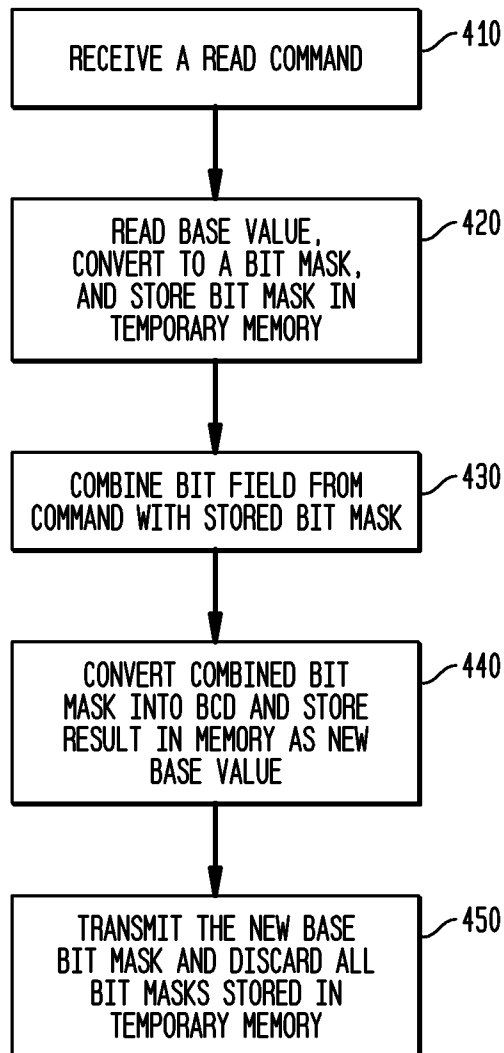 RECEIVE A READ COMMAND
410
READ BASE VALUE,
CONVERT TO A BIT MASK,
AND STORE BIT MASK IN
TEMPORARY MEMORY
420
COMBINE BIT FIELD FROM
COMMAND WITH STORED BIT MASK
430
CONVERT COMBINED BIT
MASK INTO BCD AND STORE
RESULT IN MEMORY AS NEW
BASE VALUE
440
TRANSMIT THE NEW BASE
BIT MASK AND DISCARD ALL
BIT MASKS STORED IN
TEMPORARY MEMORY
450